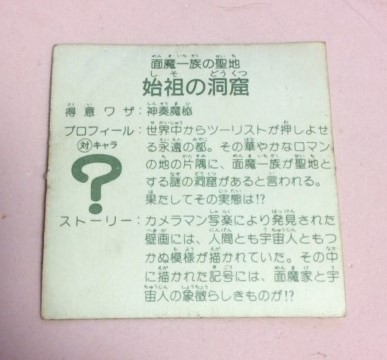 面魔一族の聖地
始祖の洞窟
得意ワザ:神奏魔秘
プロフィール:世界中からツーリストが押しよせ
対キャラ
る永遠の都。その華やかなロマン
の地の片隅に、面魔一族が聖地と
する謎の洞窟があると言われる。
果たしてその実態は!?
?
ストーリー:カメラマン写楽により発見された
壁画には、人間とも宇宙人ともつ
かぬ模様が描かれていた。その中
に描かれた記号には、面魔家と宇
宙人の象徴らしきものが!?